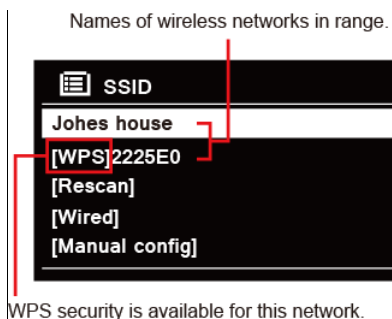 Names of wireless networks in range.
SSID
Johes house
[WPS]2225E0
[Rescan]
[Wired]
[Manual config]
WPS security is available for this network.